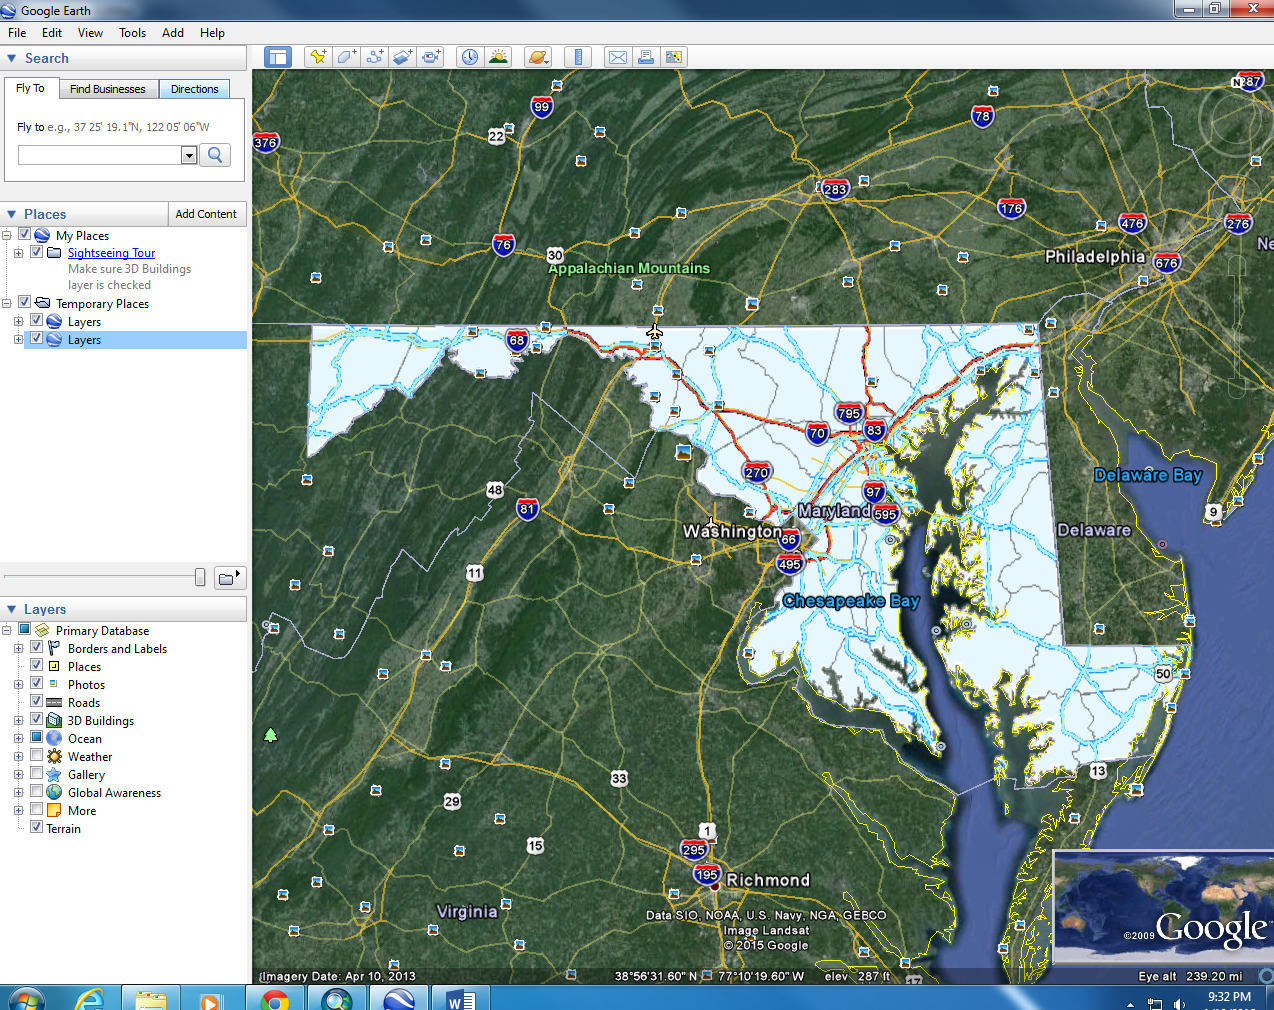 Google Earth
File Edit View Tools Add Help
Search
Fly To Find Businesses Directions
Fly to e.g., 37 25' 19.1"N, 122 05' 06"W
Places Add Content
My Places
Sightseeing Tour
Make sure 3D Buildings
layer is checked
Temporary Places
Layers
Layers
Layers
Primary Database
Borders and Labels
Places
Photos
Roads
3D Buildings
Ocean
Weather
Gallery
Global Awareness
More
Terrain
N 287
99
78
22
376
283
176
476
276
76
30
Philadelphia
676
Ne
Appalachian Mountains
68
795
70
83
270
Delaware Bay
48
97
81
Maryland
595
9
Washington
66
Delaware
495
11
Chesapeake Bay
50
13
33
29
1
15
295
195
Richmond
Virginia
Data SIO, NOAA, U.S. Navy, NGA, GEBCO
Image Landsat
© 2015 Google
©2009 Google
17
Imagery Date: Apr 10, 2013 38°56'31.60" N 77°10'19.60" W elev 287 ft Eye alt 239.20 mi
9:32 PM